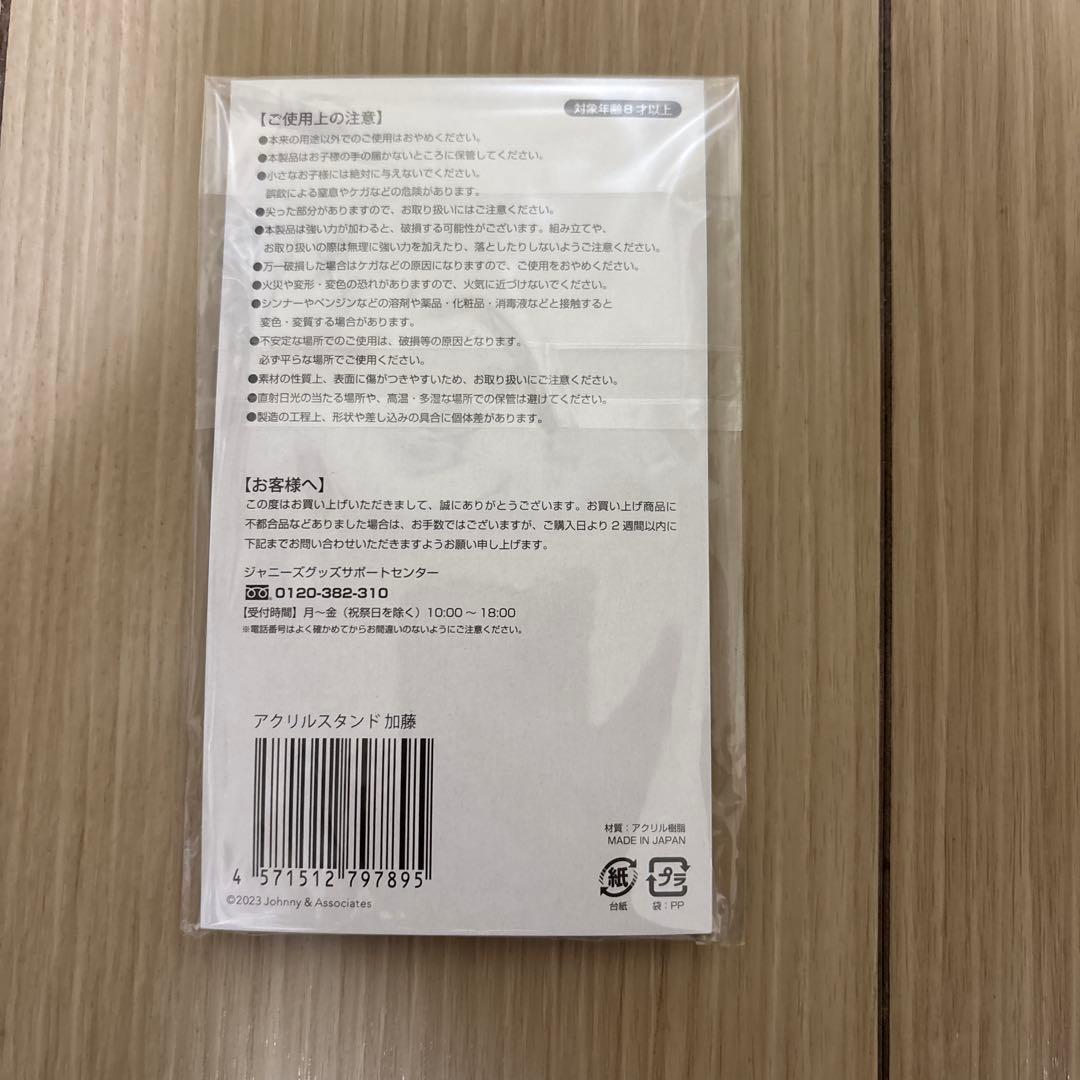 対象年齢8才以上
【ご使用上の注意】
●本来の用途以外でのご使用はおやめください。
●本製品はお子様の手の届かないところに保管してください。
●小さなお子様には絶対に与えないでください。
誤飲による窒息やケガなどの危険があります。
●尖った部分がありますので、お取り扱いにはご注意ください。
●本製品は強い力が加わると、破損する可能性がございます。組み立てや、
お取り扱いの際は無理に強い力を加えたり、落としたりしないようご注意ください。
●万一破損した場合はケガなどの原因になりますので、ご使用をおやめください。
●火災や変形・変色の恐れがありますので、火気に近づけないでください。
●シンナーやベンジンなどの溶剤や薬品・化粧品・消毒液などと接触すると
変色・変質する場合があります。
●不安定な場所でのご使用は、破損等の原因となります。
必ず平らな場所でご使用ください。
●素材の性質上、表面に傷がつきやすいため、お取り扱いにご注意ください。
●直射日光の当たる場所や、高温・多湿な場所での保管は避けてください。
●製造の工程上、形状や差し込みの具合に個体差があります。
【お客様へ】
この度はお買い上げいただきまして、誠にありがとうございます。お買い上げ商品に
不都合品などありました場合は、お手数ではございますが、ご購入日より2週間以内に
下記までお問い合わせいただきますようお願い申し上げます。
ジャニーズグッズサポートセンター
0120-382-310
【受付時間】月～金（祝祭日を除く）10:00～18:00
※電話番号はよく確かめてからお間違いのないようにご注意ください。
アクリルスタンド 加藤
4 571512 797895
©2023 Johnny & Associates
材質：アクリル樹脂
MADE IN JAPAN
紙 プラ
台紙 袋：PP